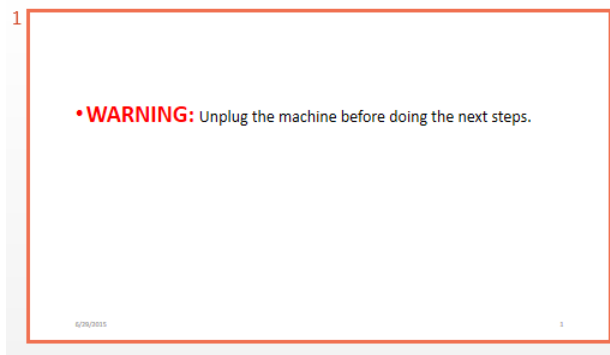 1
• WARNING: Unplug the machine before doing the next steps.
6/28/2015 1